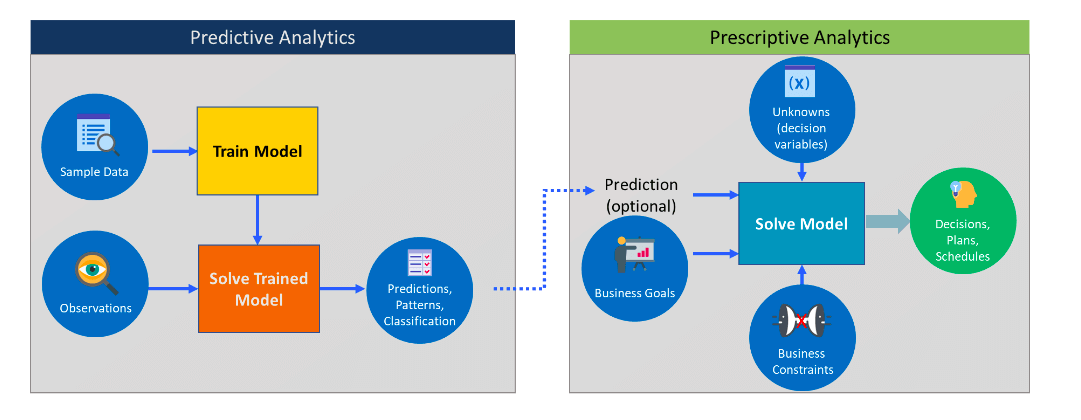 Predictive Analytics
Sample Data
Train Model
Observations
Solve Trained
Model
Predictions,
Patterns,
Classification
Prescriptive Analytics
(x)
Unknowns
(decision
variables)
Prediction
(optional)
Business Goals
Solve Model
Business
Constraints
Decisions,
Plans,
Schedules